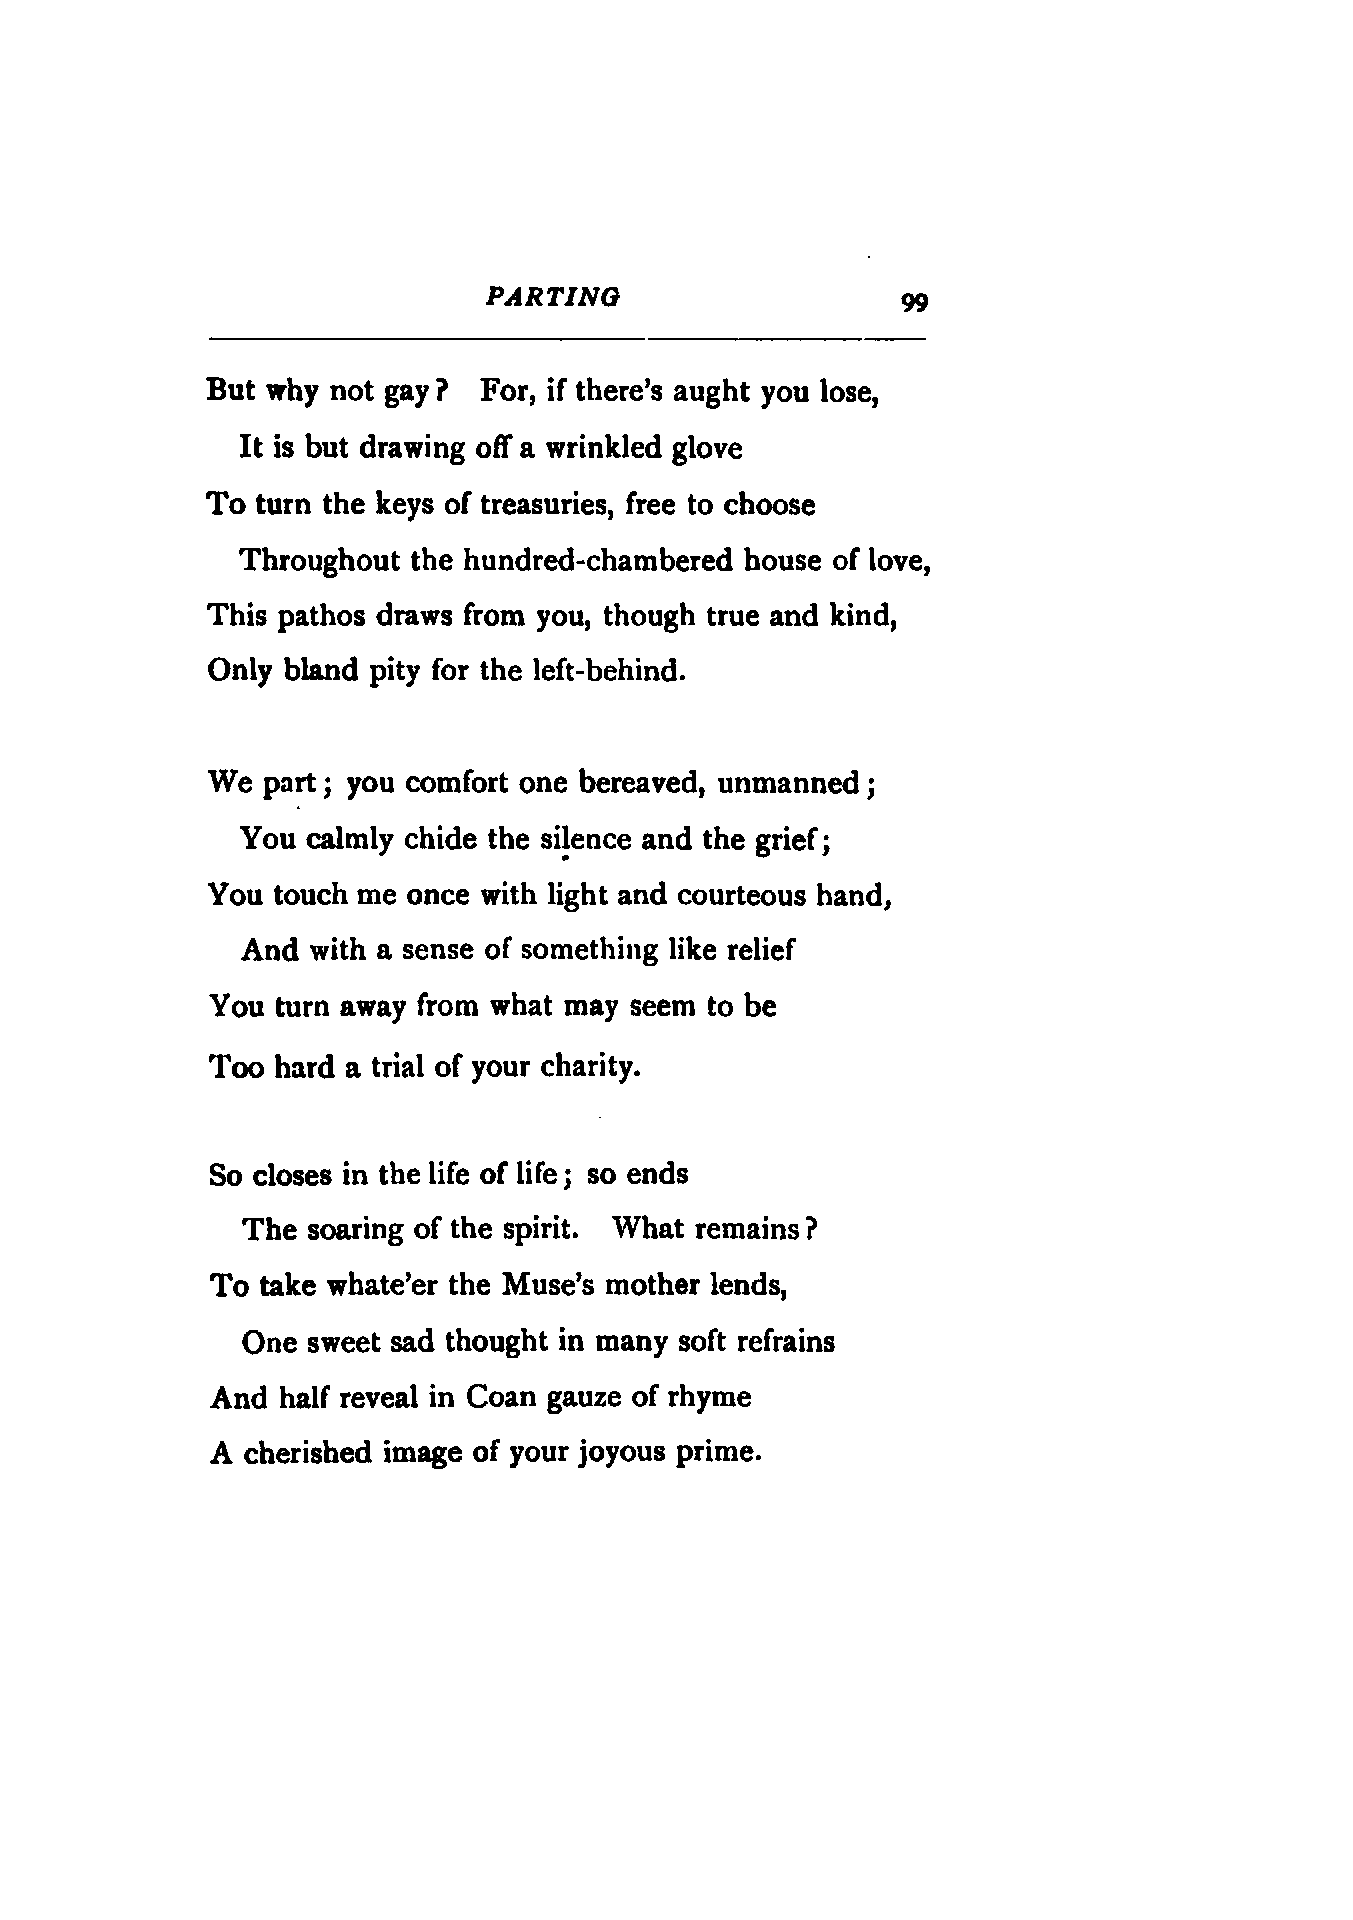 PARTING 99
But why not gay? For, if there's aught you lose,
It is but drawing off a wrinkled glove
To turn the keys of treasuries, free to choose
Throughout the hundred-chambered house of love,
This pathos draws from you, though true and kind,
Only bland pity for the left-behind.
We part; you comfort one bereaved, unmanned;
You calmly chide the silence and the grief;
You touch me once with light and courteous hand,
And with a sense of something like relief
You turn away from what may seem to be
Too hard a trial of your charity.
So closes in the life of life; so ends
The soaring of the spirit. What remains?
To take whate'er the Muse's mother lends,
One sweet sad thought in many soft refrains
And half reveal in Coan gauze of rhyme
A cherished image of your joyous prime.